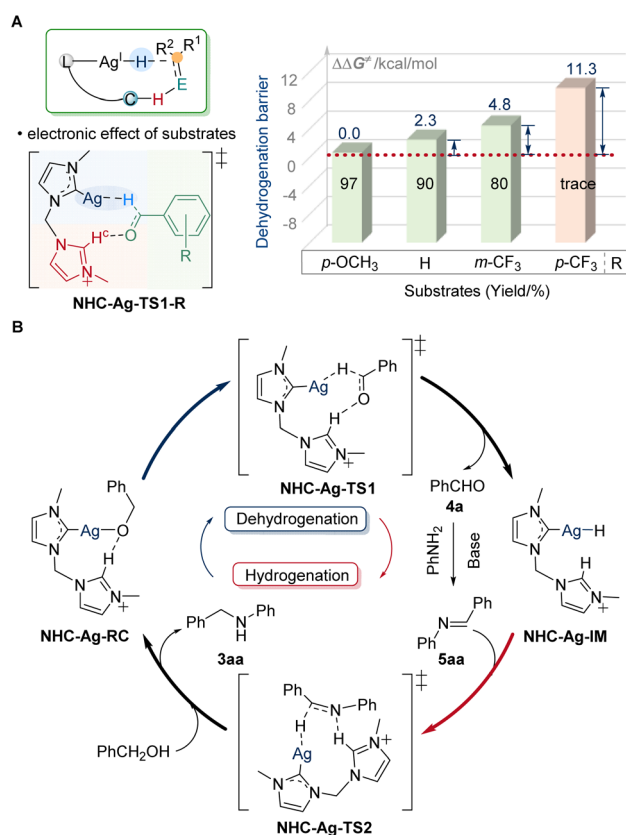 A
L
Ag^I
H
R²
R¹
E
C
H
• electronic effect of substrates
N
N
Ag
H
H^c
O
R
N
N
+
‡
NHC-Ag-TS1-R
Dehydrogenation barrier
ΔΔG≠/kcal/mol
12
8
4
0
-4
-8
0.0
2.3
4.8
11.3
97
90
80
trace
p-OCH₃
H
m-CF₃
p-CF₃
R
Substrates (Yield/%)
B
‡
N
N
Ag
H
Ph
O
H
N
N
+
NHC-Ag-TS1
Ph
N
N
Ag
O
H
N
N
+
NHC-Ag-RC
Dehydrogenation
Hydrogenation
PhCHO
4a
PhNH₂
Base
N
N
Ag
H
H
N
N
+
NHC-Ag-IM
Ph
N
H
Ph
3aa
Ph
N
Ph
5aa
PhCH₂OH
‡
Ph
N
Ph
H
H
N
+
Ag
N
N
N
NHC-Ag-TS2